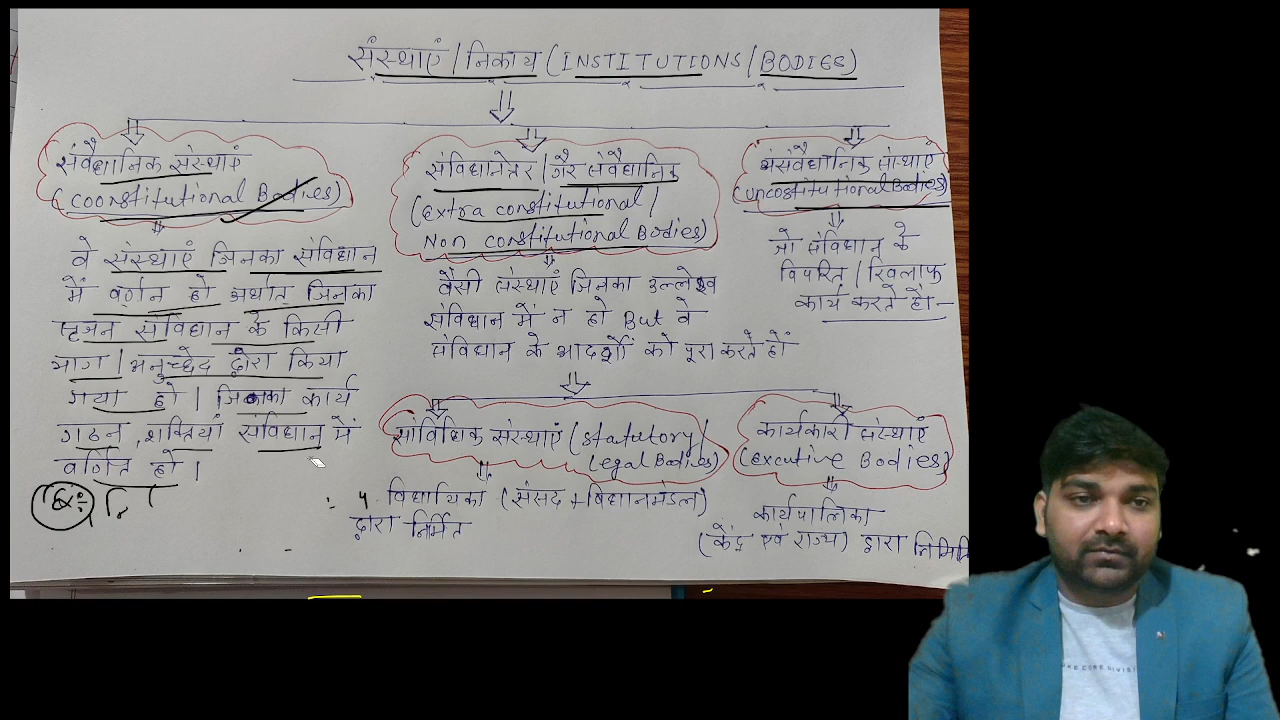 संस्थाएं/निकाय (INSTITUTIONS/BODIES)
संवैधानिक संस्थाएं
(Coonstitutional Bodies)
वे संस्थाएं जिनका संविधान
में वर्णन हो अर्थात् जिनका
सृजन संविधान के किसी
भाग/अनुच्छेद द्वारा किया
गया हो। जिनका कार्य
गठन, शक्तियाँ संविधान में
वर्णित हो।
Ex:
संविधानेत्तर/गैर संवैधानिक
(Extra constitutional/
Non constitutional Bodies)
वैसी संस्थाएं जिनका उल्लेख
संविधान में न हो But वे
संविधान के आदर्शों को पूरा करते हों
असंवैधानिक संस्थाएं
(unconstitutional Bodies)
जो संविधान के
विपरित/खिलाफ
कार्य करते हों-
सांविधिक संस्थाएं (Statutory/
Legal Bodies)
विधायिका (संसद + विधानमंडल)
द्वारा निर्मित
कार्यकारी संस्थाएं
(Executive Bodies)
कार्यपालिका
(केंद्र एवं राज्य) द्वारा निर्मि